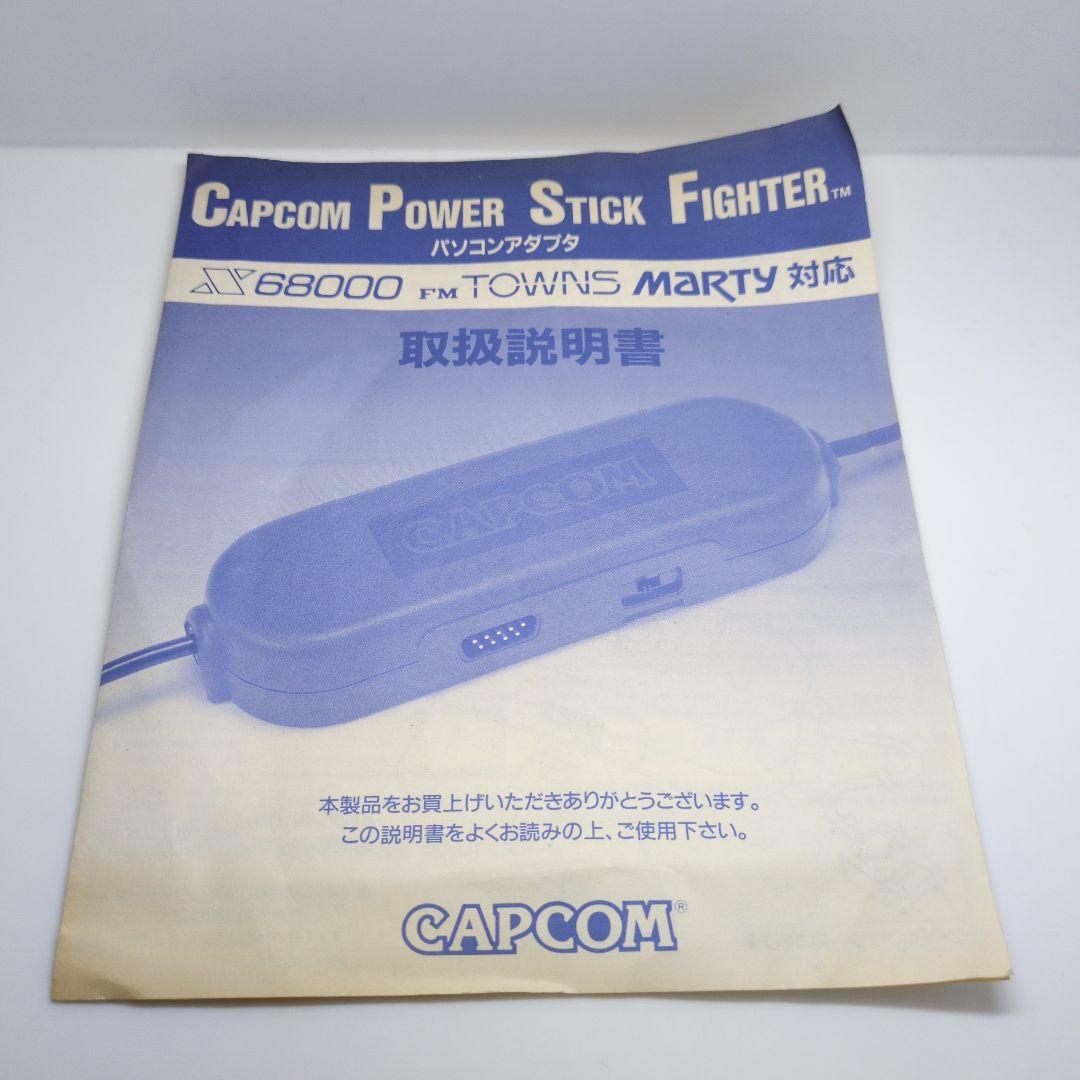 CAPCOM POWER STICK FIGHTER™
パソコンアダプタ
X68000 FM TOWNS MARTY 対応
取扱説明書
CAPCOM
本製品をお買上げいただきありがとうございます。
この説明書をよくお読みの上、ご使用下さい。
CAPCOM®